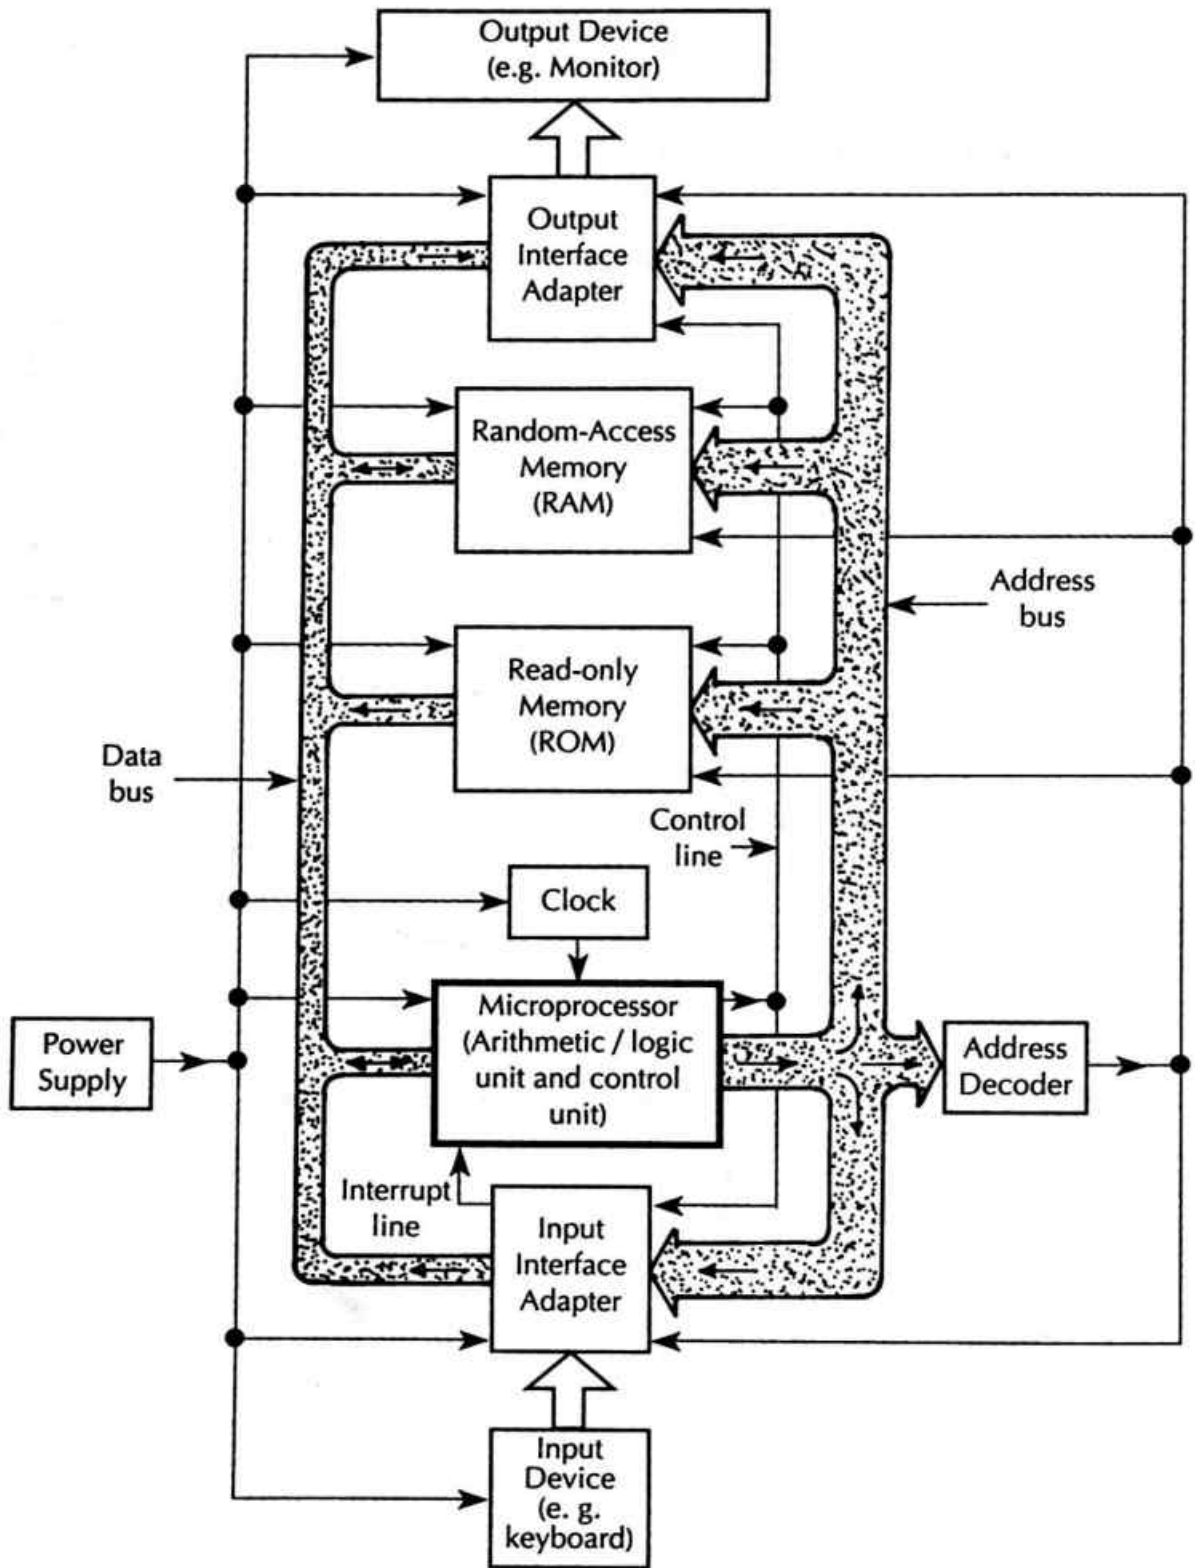 Output Device
(e.g. Monitor)
Output
Interface
Adapter
Random-Access
Memory
(RAM)
Address
bus
Read-only
Memory
(ROM)
Data
bus
Control
line
Clock
Microprocessor
(Arithmetic / logic
unit and control
unit)
Power
Supply
Address
Decoder
Interrupt
line
Input
Interface
Adapter
Input
Device
(e. g.
keyboard)